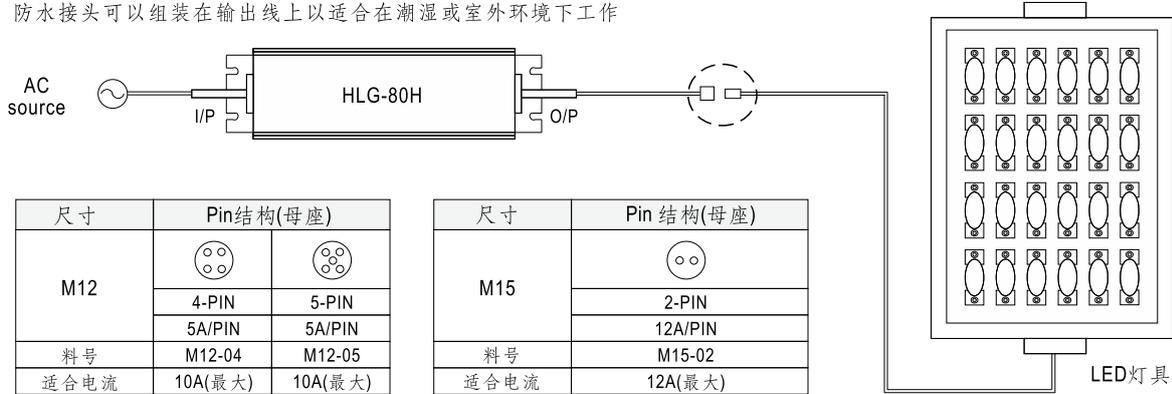 防水接头可以组装在输出线上以适合在潮湿或室外环境下工作
AC
source
I/P
HLG-80H
O/P
LED灯具
尺寸 Pin结构(母座)
M12
4-PIN 5-PIN
5A/PIN 5A/PIN
料号 M12-04 M12-05
适合电流 10A(最大) 10A(最大)
尺寸 Pin 结构(母座)
M15
2-PIN
12A/PIN
料号 M15-02
适合电流 12A(最大)